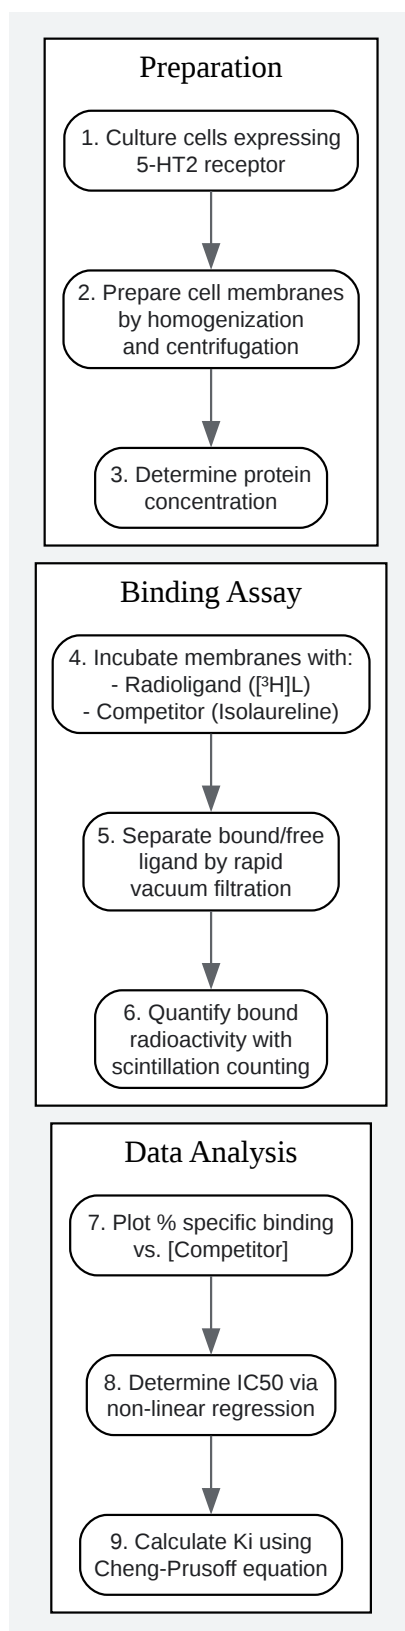 Preparation
1. Culture cells expressing
5-HT2 receptor
2. Prepare cell membranes
by homogenization
and centrifugation
3. Determine protein
concentration
Binding Assay
4. Incubate membranes with:
- Radioligand ([³H]L)
- Competitor (Isolaureline)
5. Separate bound/free
ligand by rapid
vacuum filtration
6. Quantify bound
radioactivity with
scintillation counting
Data Analysis
7. Plot % specific binding
vs. [Competitor]
8. Determine IC50 via
non-linear regression
9. Calculate Ki using
Cheng-Prusoff equation